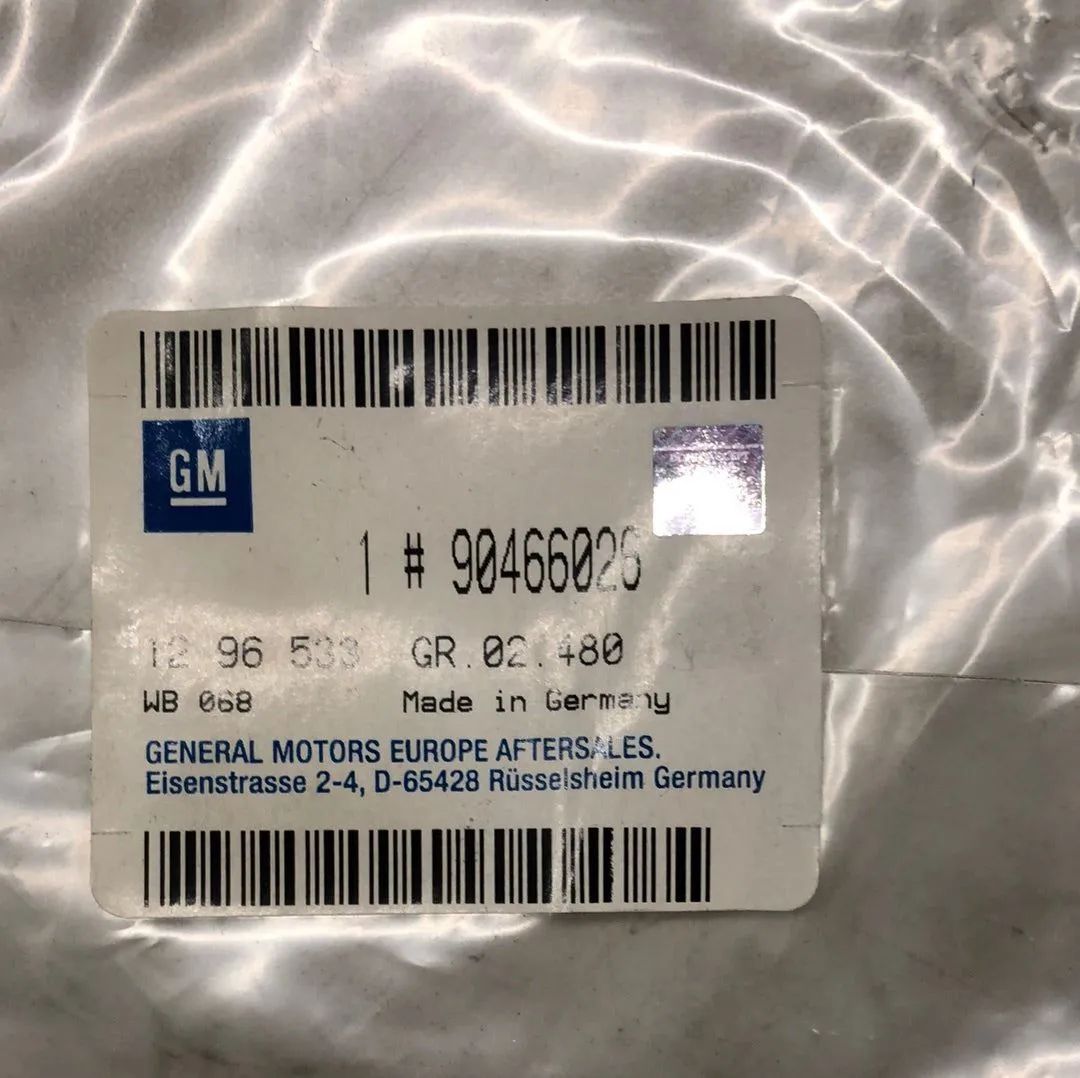 GM
1 # 90466026
12 96 533 GR.02.480
WB 068 Made in Germany
GENERAL MOTORS EUROPE AFTERSALES.
Eisenstrasse 2-4, D-65428 Rüsselsheim Germany